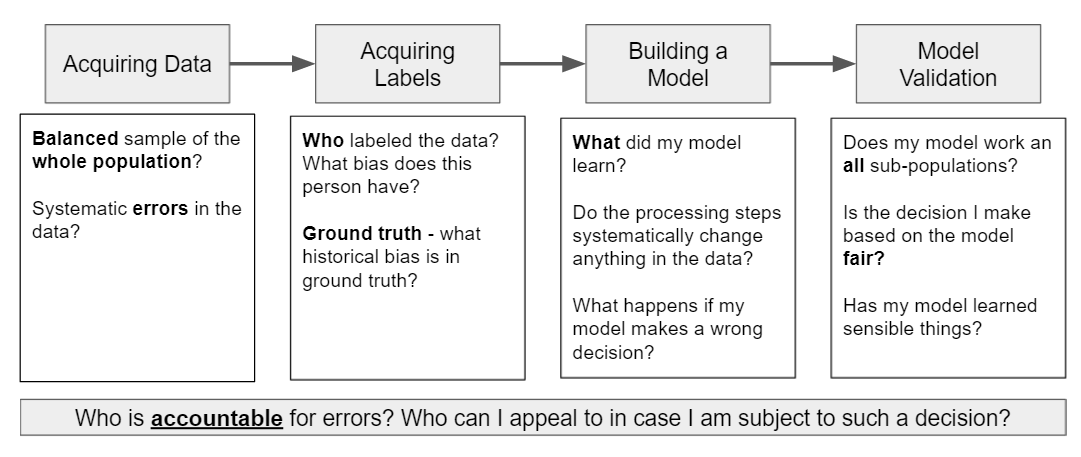 Acquiring Data
Acquiring
Labels
Building a
Model
Model
Validation
Balanced sample of the
whole population?
Systematic errors in the
data?
Who labeled the data?
What bias does this
person have?
Ground truth - what
historical bias is in
ground truth?
What did my model
learn?
Do the processing steps
systematically change
anything in the data?
What happens if my
model makes a wrong
decision?
Does my model work an
all sub-populations?
Is the decision I make
based on the model
fair?
Has my model learned
sensible things?
Who is accountable for errors? Who can I appeal to in case I am subject to such a decision?